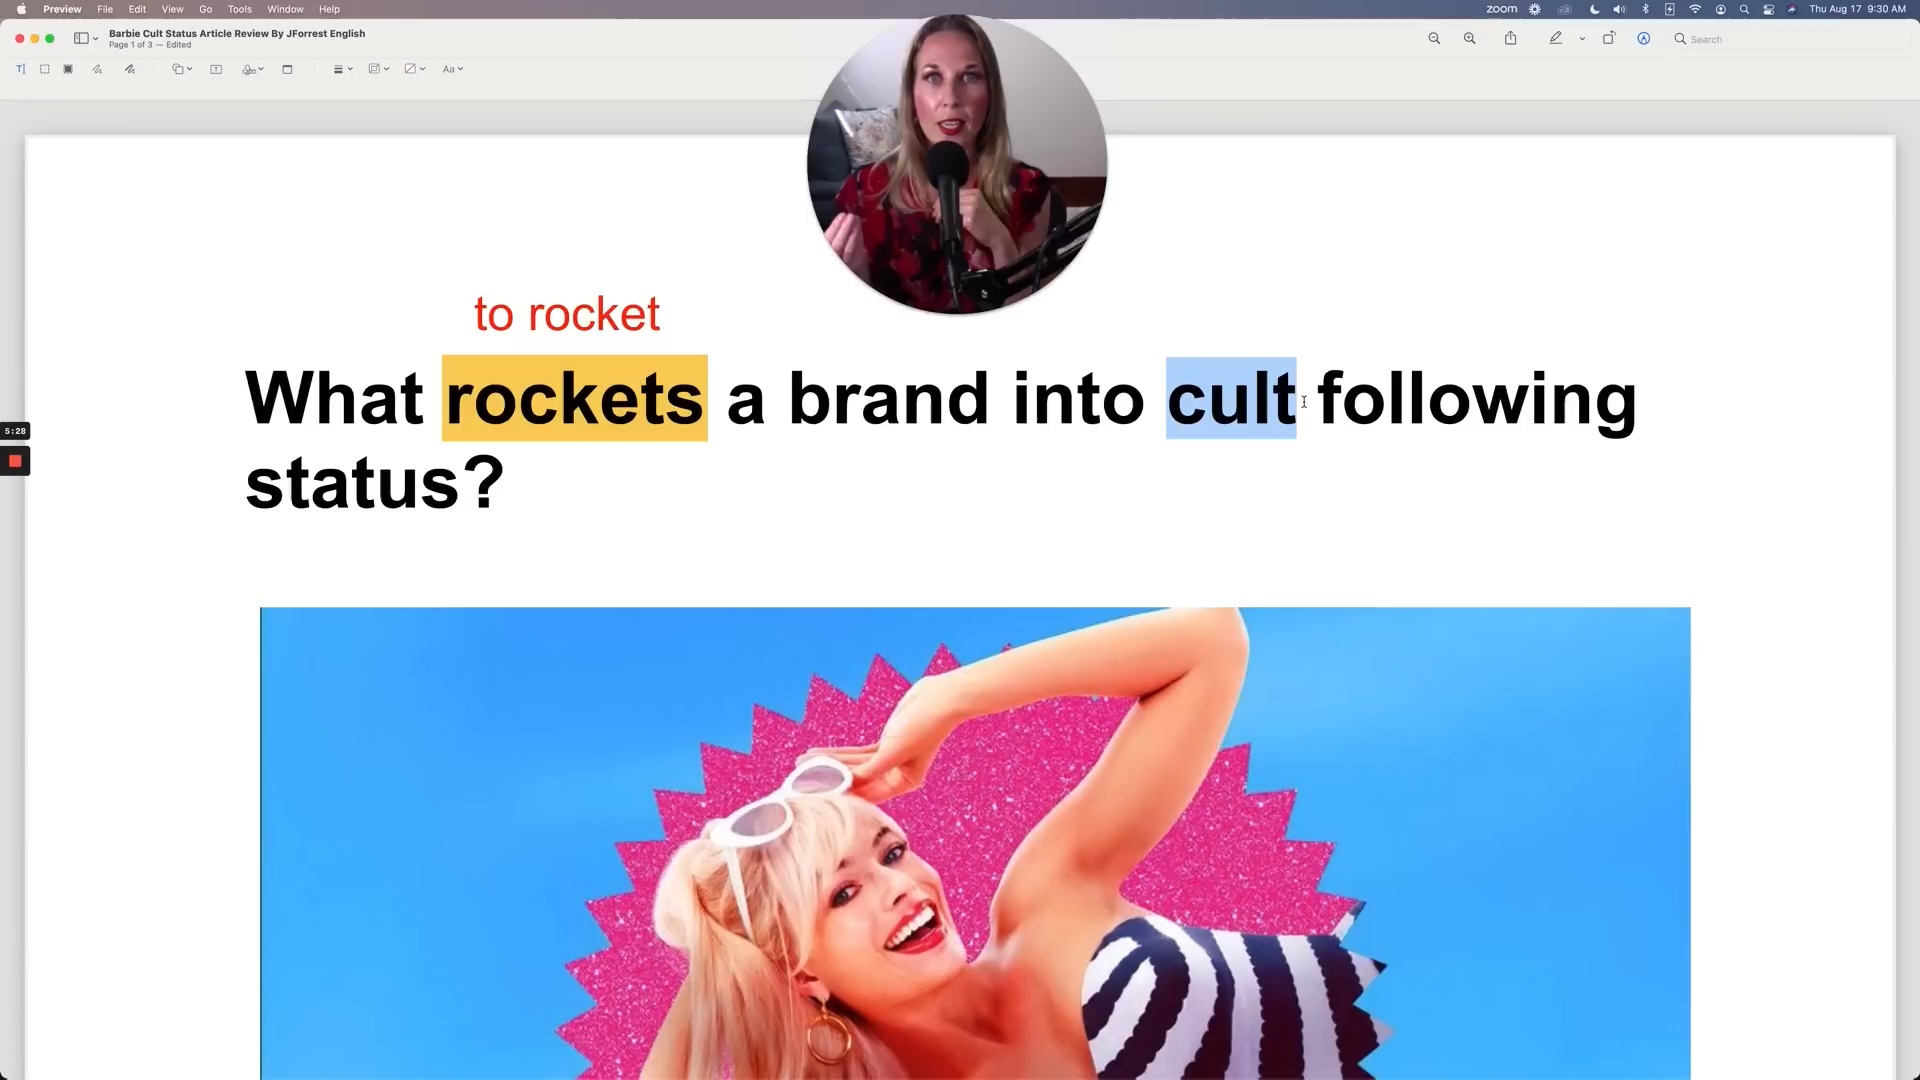 Preview File Edit View Go Tools Window Help
zoom Thu Aug 17 9:30 AM
Barbie Cult Status Article Review By JForrest English
Page 1 of 3 — Edited
Search
Aa
to rocket
What rockets a brand into cult following
status?
5:28